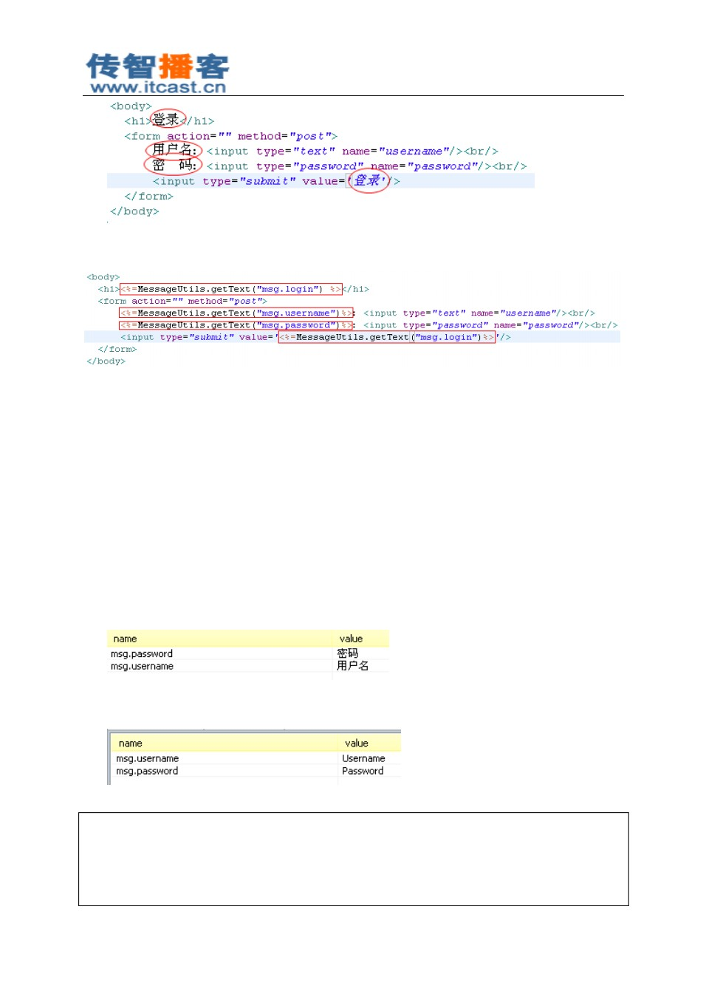 传智播客
www.itcast.cn
<body>
<h1>登录</h1>
<form action="" method="post">
用户名: <input type="text" name="username"/><br/>
密　码: <input type="password" name="password"/><br/>
<input type="submit" value='登录'/>
</form>
</body>
<body>
<h1><%=MessageUtils.getText("msg.login") %></h1>
<form action="" method="post">
<%=MessageUtils.getText("msg.username")%>: <input type="text" name="username"/><br/>
<%=MessageUtils.getText("msg.password")%>: <input type="password" name="password"/><br/>
<input type="submit" value='<%=MessageUtils.getText("msg.login")%>'/>
</form>
</body>
name value
msg.password 密码
msg.username 用户名
name value
msg.username Username
msg.password Password